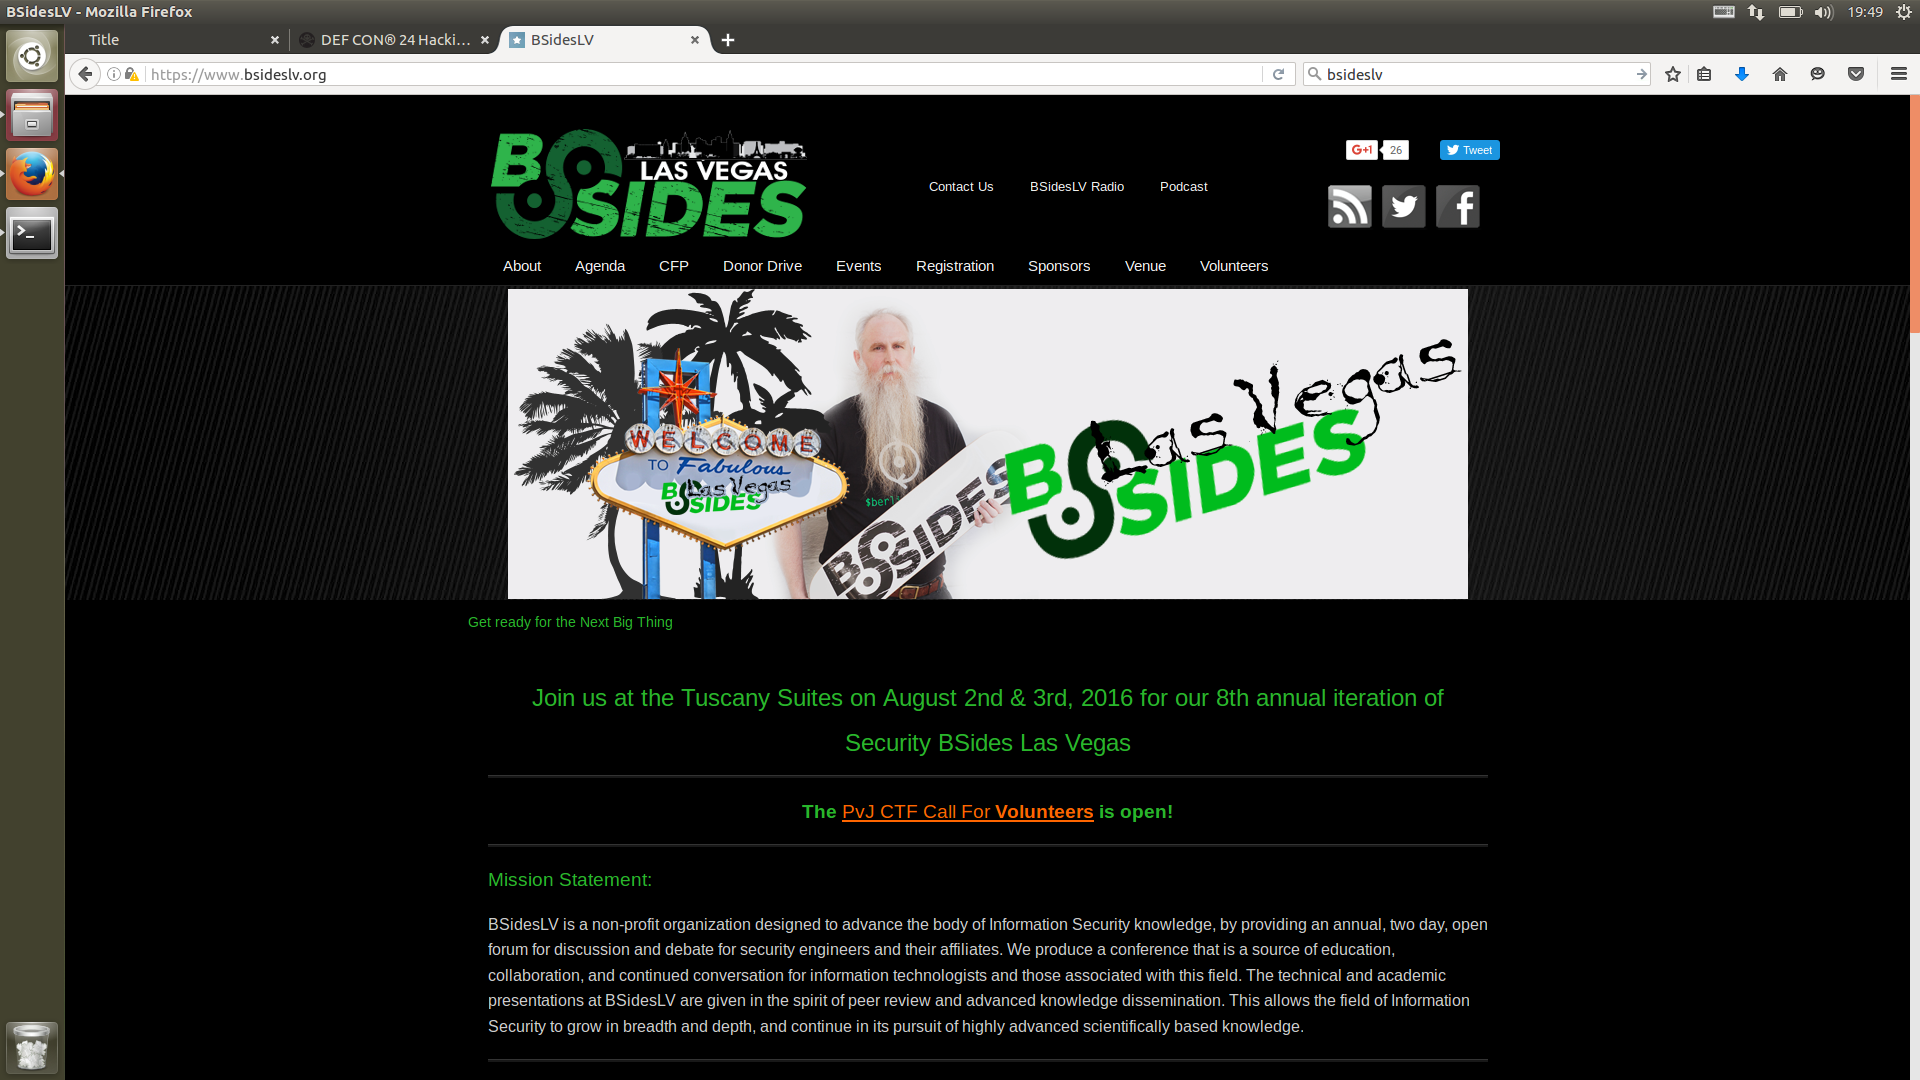 BSidesLV - Mozilla Firefox
19:49
Title
DEF CON® 24 Hacki...
BSidesLV
https://www.bsideslv.org
bsideslv
BSIDES
LAS VEGAS
Contact Us
BSidesLV Radio
Podcast
G+1
26
Tweet
About
Agenda
CFP
Donor Drive
Events
Registration
Sponsors
Venue
Volunteers
WELCOME
TO Fabulous
Las Vegas
BSIDES
$berli
BSIDES
Las Vegas
BSIDES
Get ready for the Next Big Thing
Join us at the Tuscany Suites on August 2nd & 3rd, 2016 for our 8th annual iteration of
Security BSides Las Vegas
The PvJ CTF Call For Volunteers is open!
Mission Statement:
BSidesLV is a non-profit organization designed to advance the body of Information Security knowledge, by providing an annual, two day, open
forum for discussion and debate for security engineers and their affiliates. We produce a conference that is a source of education,
collaboration, and continued conversation for information technologists and those associated with this field. The technical and academic
presentations at BSidesLV are given in the spirit of peer review and advanced knowledge dissemination. This allows the field of Information
Security to grow in breadth and depth, and continue in its pursuit of highly advanced scientifically based knowledge.